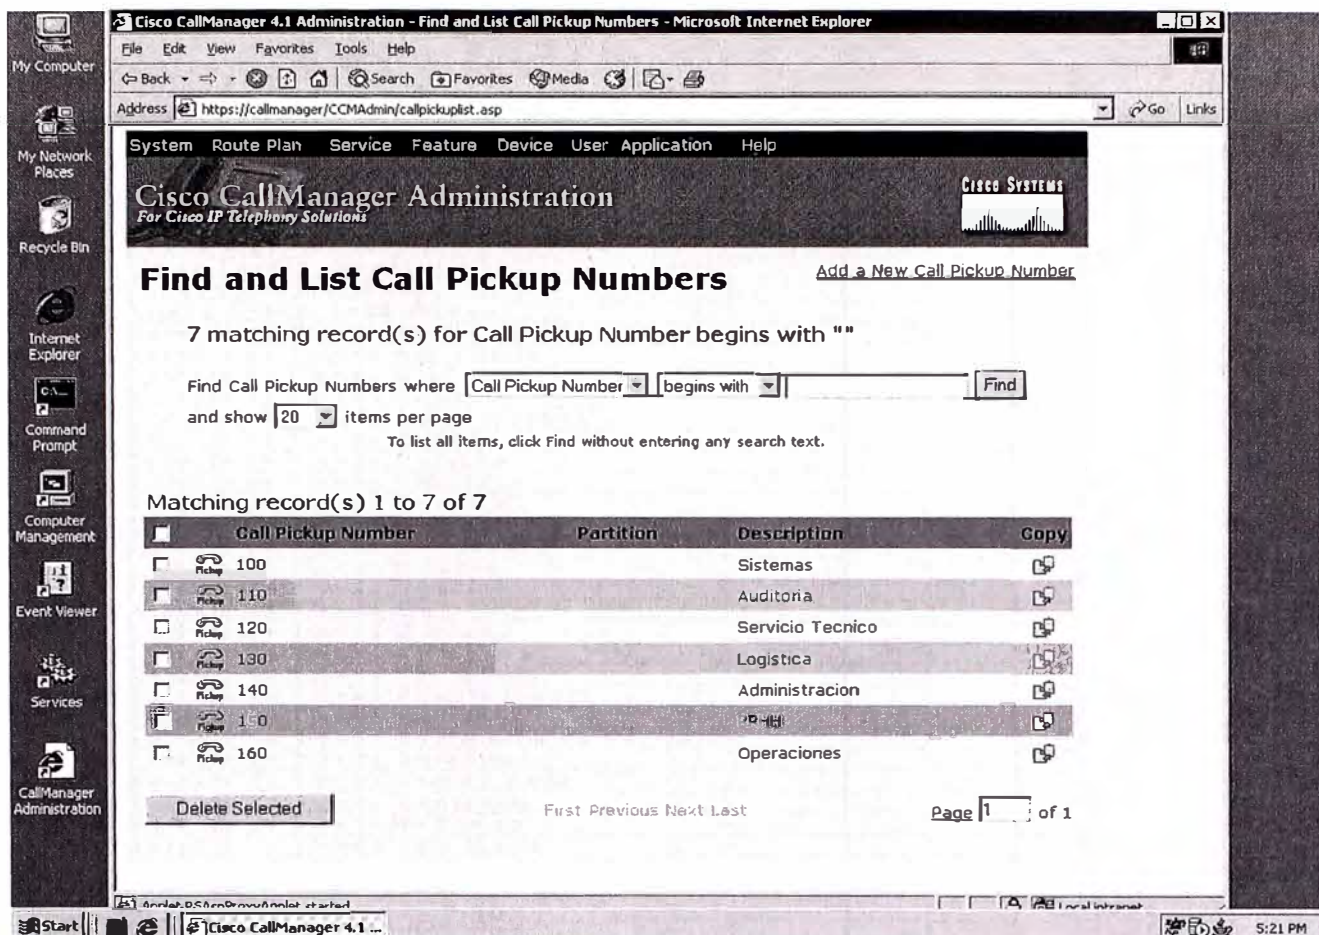 Cisco CallManager 4.1 Administration - Find and List Call Pickup Numbers - Microsoft Internet Explorer
File Edit View Favorites Tools Help
Back Search Favorites Media
Address https://callmanager/CCMAdmin/callpickuplist.asp Go Links
My Computer
My Network Places
Recycle Bin
Internet Explorer
Command Prompt
Computer Management
Event Viewer
Services
CallManager Administration
System Route Plan Service Feature Device User Application Help
Cisco CallManager Administration
For Cisco IP Telephony Solutions
CISCO SYSTEMS
Find and List Call Pickup Numbers
Add a New Call Pickup Number
7 matching record(s) for Call Pickup Number begins with ""
Find Call Pickup Numbers where Call Pickup Number begins with Find
and show 20 items per page
To list all items, click Find without entering any search text.
Matching record(s) 1 to 7 of 7
Call Pickup Number Partition Description Copy
Pickup 100 Sistemas
Pickup 110 Auditoria
Pickup 120 Servicio Tecnico
Pickup 130 Logistica
Pickup 140 Administracion
Pickup
Pickup 160 Operaciones
Delete Selected First Previous Next Last Page 1 of 1
started
Local intranet
Start Cisco CallManager 4.1 ... 5:21 PM